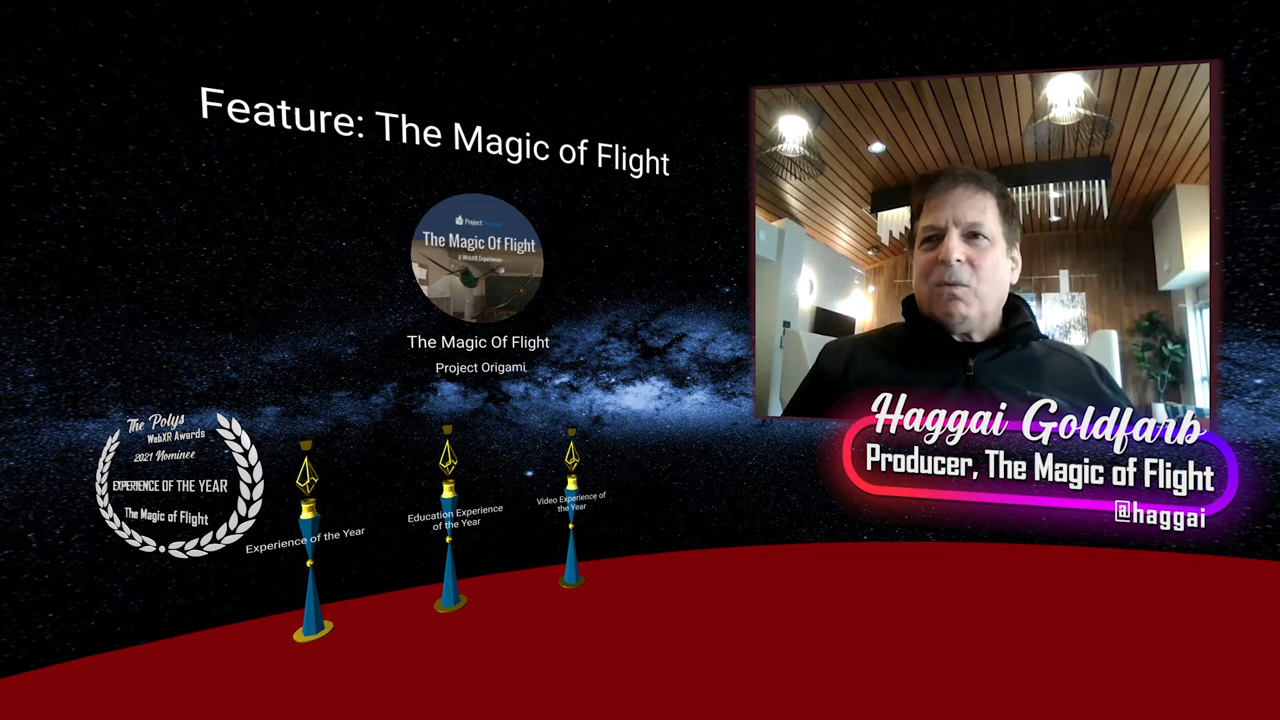 Feature: The Magic of Flight
Project Origami
The Magic Of Flight
A WebXR Experience
The Magic Of Flight
Project Origami
The Polys
WebXR Awards
2021 Nominee
EXPERIENCE OF THE YEAR
The Magic of Flight
Experience of the Year
Education Experience
of the Year
Video Experience of
the Year
Haggai Goldfarb
Producer, The Magic of Flight
@haggai